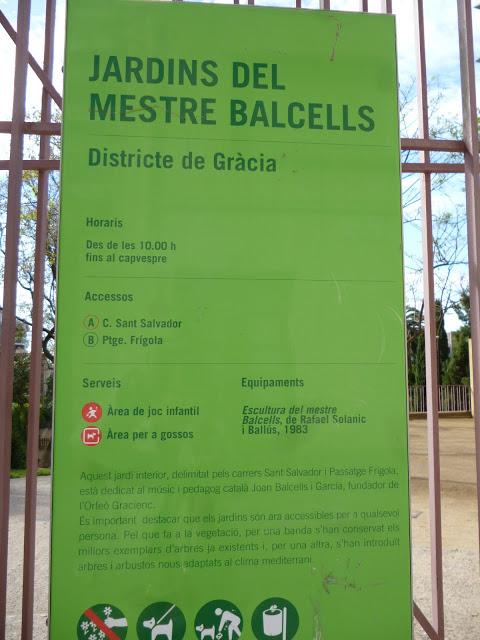 JARDINS DEL
MESTRE BALCELLS
Districte de Gràcia
Horaris
Des de les 10.00 h
fins al capvespre
Accessos
A C. Sant Salvador
B Ptge. Frígola
Serveis
Àrea de joc infantil
Àrea per a gossos
Equipaments
Escultura del mestre
Balcells, de Rafael Solanic
i Ballús, 1983
Aquest jardí interior, delimitat pels carrers Sant Salvador i Passatge Frígola,
està dedicat al músic i pedagog català Joan Balcells i García, fundador de
l'Orfeó Gracienc.
És important destacar que els jardins són ara accessibles per a qualsevol
persona. Pel que fa a la vegetació, per una banda s'han conservat els
millors exemplars d'arbres ja existents i, per una altra, s'han introduït
arbres i arbustos nous adaptats al clima mediterrani.